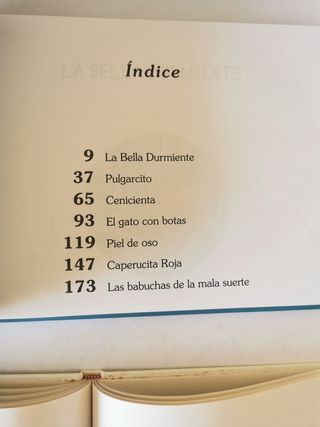 Índice
9 La Bella Durmiente
37 Pulgarcito
65 Cenicienta
93 El gato con botas
119 Piel de oso
147 Caperucita Roja
173 Las babuchas de la mala suerte